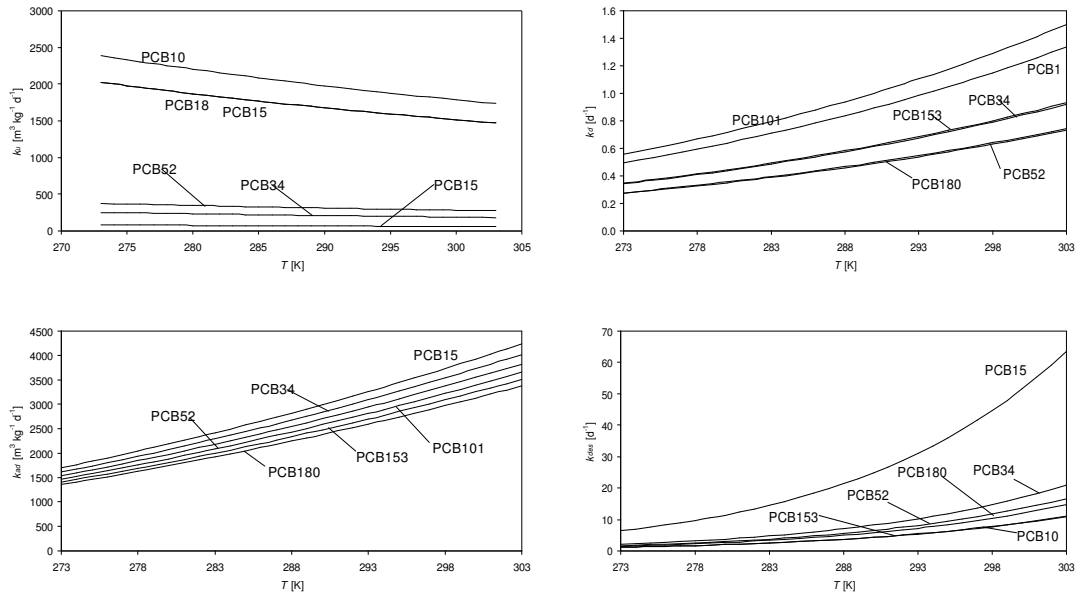 3000
2500
2000
1500
1000
500
0
270 275 280 285 290 295 300 305
T [K]
k_u [m³ kg⁻¹ d⁻¹]
PCB10
PCB18
PCB15
PCB52
PCB34
PCB15
1.6
1.4
1.2
1.0
0.8
0.6
0.4
0.2
0.0
273 278 283 288 293 298 303
T [K]
k_d [d⁻¹]
PCB1
PCB34
PCB153
PCB101
PCB52
PCB180
4500
4000
3500
3000
2500
2000
1500
1000
500
0
273 278 283 288 293 298 303
T [K]
k_ad [m³ kg⁻¹ d⁻¹]
PCB15
PCB34
PCB52
PCB101
PCB153
PCB180
70
60
50
40
30
20
10
0
273 278 283 288 293 298 303
T [K]
k_des [d⁻¹]
PCB15
PCB34
PCB180
PCB52
PCB153
PCB10